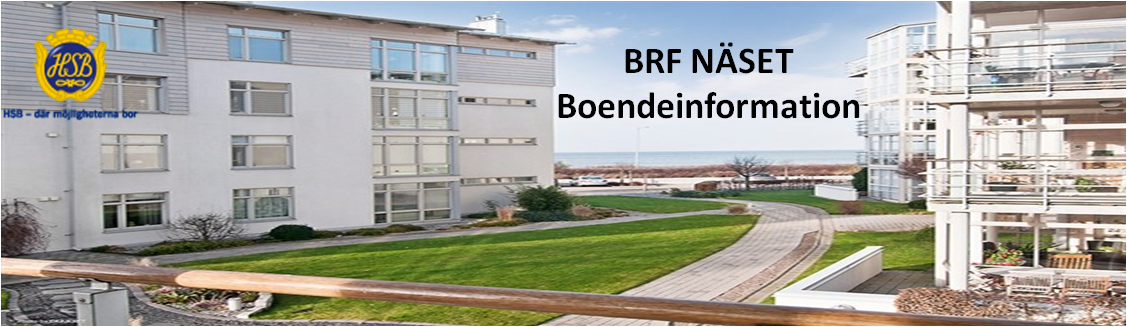 HSB
HSB – där möjligheterna bor
BRF NÄSET
Boendeinformation